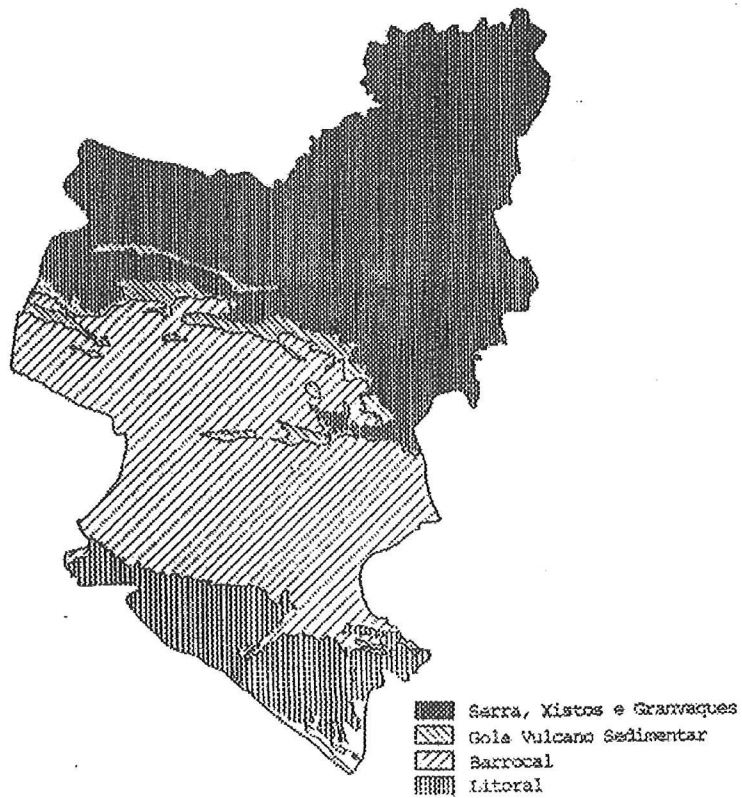 Serra, Xistos e Granvaques
Gola Vulcano Sedimentar
Barrocal
Litoral